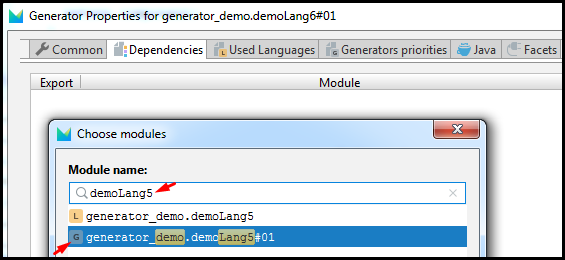 Generator Properties for generator_demo.demoLang6#01
Common Dependencies L Used Languages G Generators priorities Java Facets
Export Module
Choose modules
Module name:
demoLang5
L generator_demo.demoLang5
G generator_demo.demoLang5#01